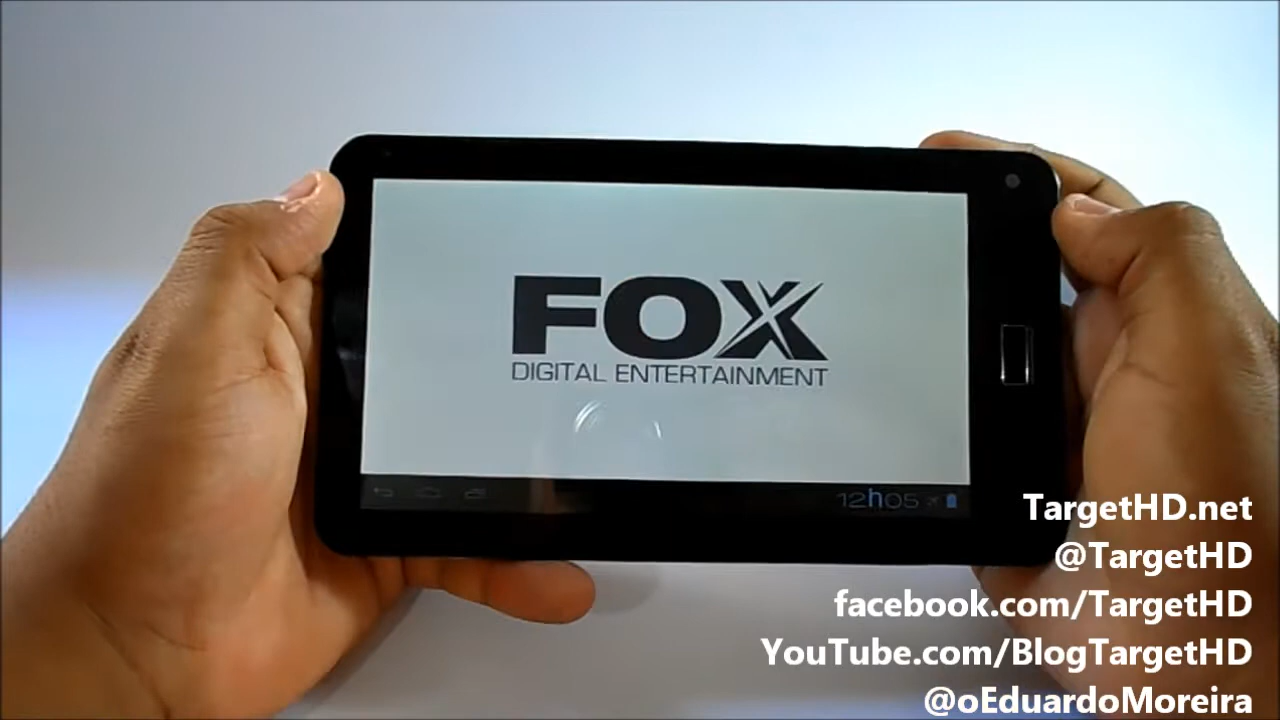 FOX
DIGITAL ENTERTAINMENT
12h05
TargetHD.net
@TargetHD
facebook.com/TargetHD
YouTube.com/BlogTargetHD
@oEduardoMoreira